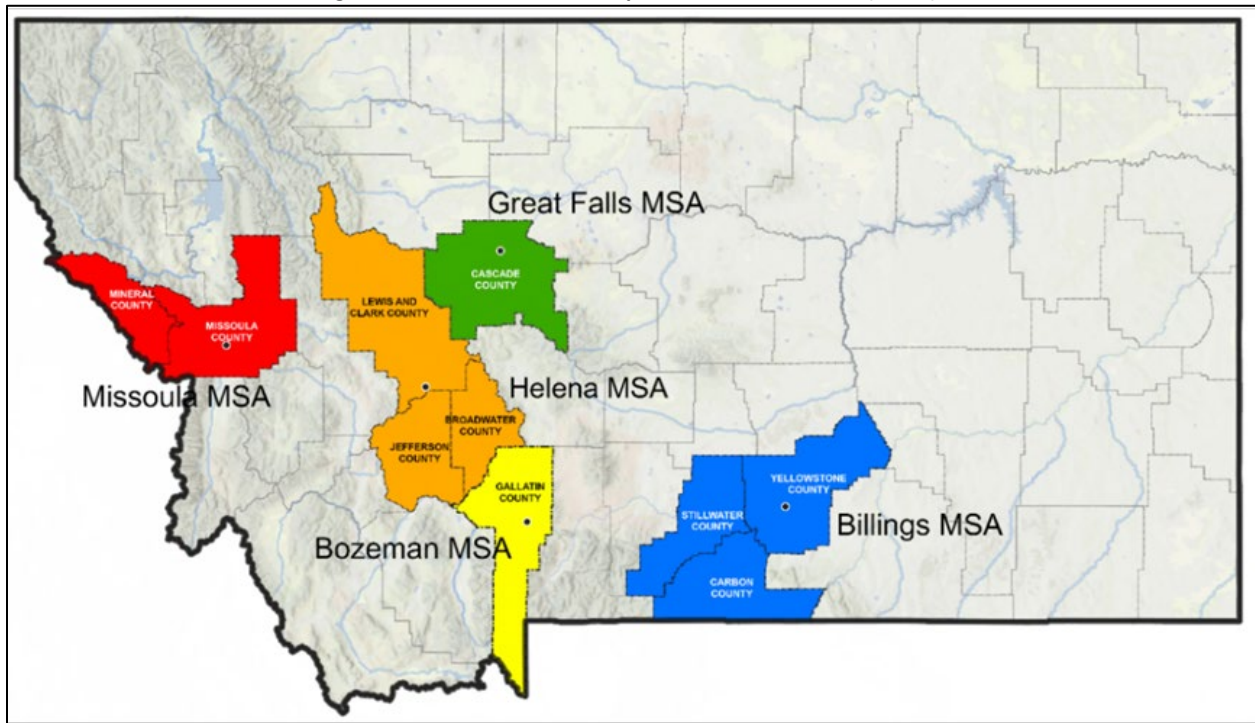 Great Falls MSA
CASCADE
COUNTY
MINERAL
COUNTY
MISSOULA
COUNTY
LEWIS AND
CLARK COUNTY
Missoula MSA
Helena MSA
BROADWATER
COUNTY
JEFFERSON
COUNTY
GALLATIN
COUNTY
Bozeman MSA
YELLOWSTONE
COUNTY
STILLWATER
COUNTY
Billings MSA
CARBON
COUNTY